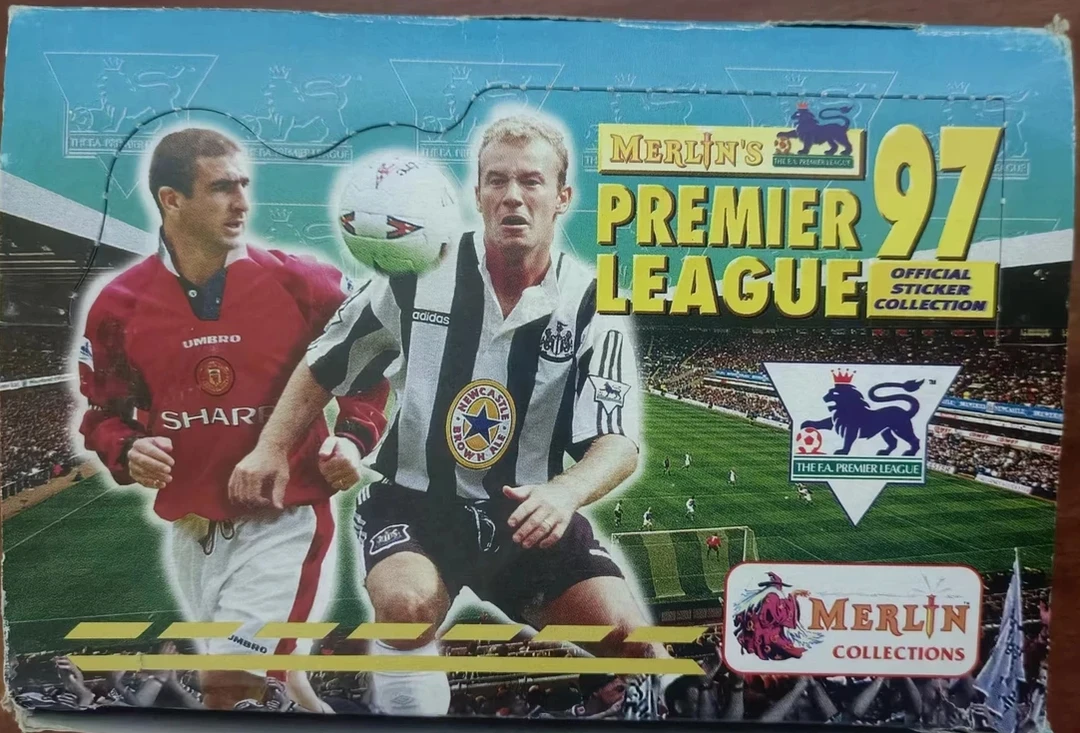 MERLIN'S
THE F.A. PREMIER LEAGUE
PREMIER
LEAGUE
97
OFFICIAL
STICKER
COLLECTION
UMBRO
SHARP
adidas
NEWCASTLE
BROWN ALE
THE F.A. PREMIER LEAGUE
TM
MERLIN
COLLECTIONS
UMBRO